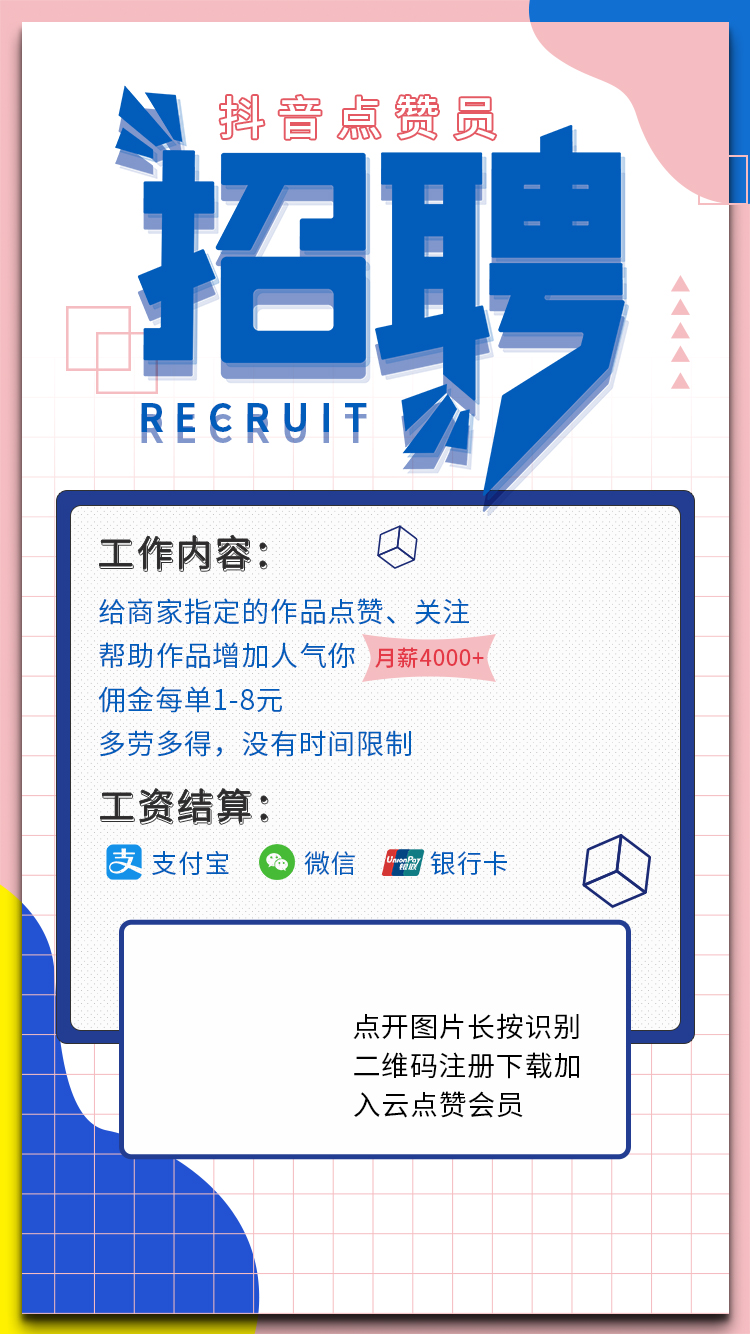 抖音点赞员
招聘
RECRUIT
工作内容：
给商家指定的作品点赞、关注
帮助作品增加人气你 月薪4000+
佣金每单1-8元
多劳多得，没有时间限制
工资结算：
支 支付宝 微信 UnionPay 银联 银行卡
点开图片长按识别
二维码注册下载加
入云点赞会员